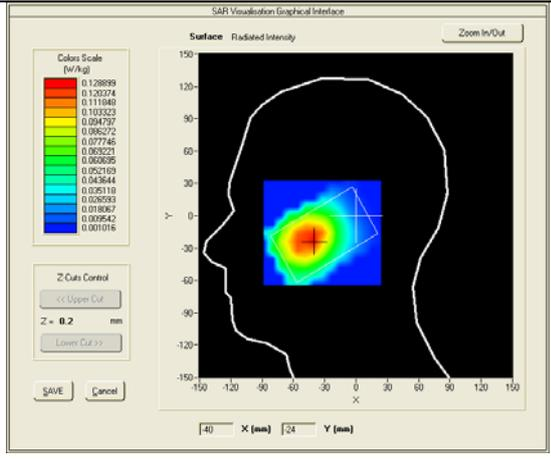 SAR Visualisation Graphical Interface
Surface Radiated Intensity
Zoom In/Out
Colors Scale
(W/kg)
0.128899
0.120374
0.111848
0.103323
0.094797
0.086272
0.077746
0.069221
0.060695
0.052169
0.043644
0.035118
0.026593
0.018067
0.009542
0.001016
Z-Cuts Control
<< Upper Cut
Z = 0.2 mm
Lower Cut >>
SAVE Cancel
150
120
90
60
30
Y 0
-30
-60
-90
-120
-150
-150 -120 -90 -60 -30 0 30 60 90 120 150
X
-40 X (mm) -24 Y (mm)